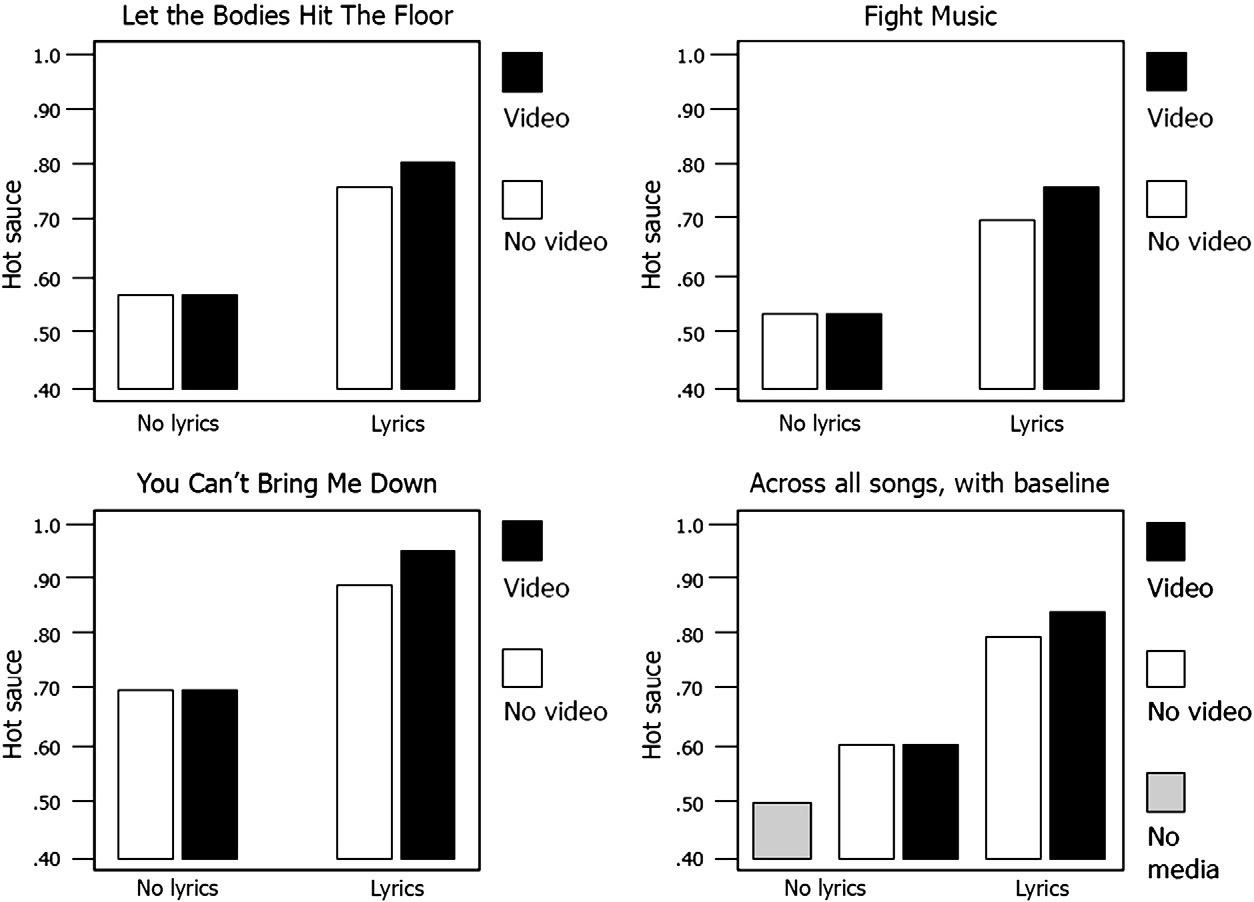 Let the Bodies Hit The Floor
Hot sauce
1.0
.90
.80
.70
.60
.50
.40
No lyrics
Lyrics
Video
No video
Fight Music
Hot sauce
1.0
.90
.80
.70
.60
.50
.40
No lyrics
Lyrics
Video
No video
You Can't Bring Me Down
Hot sauce
1.0
.90
.80
.70
.60
.50
.40
No lyrics
Lyrics
Video
No video
Across all songs, with baseline
Hot sauce
1.0
.90
.80
.70
.60
.50
.40
No lyrics
Lyrics
Video
No video
No
media